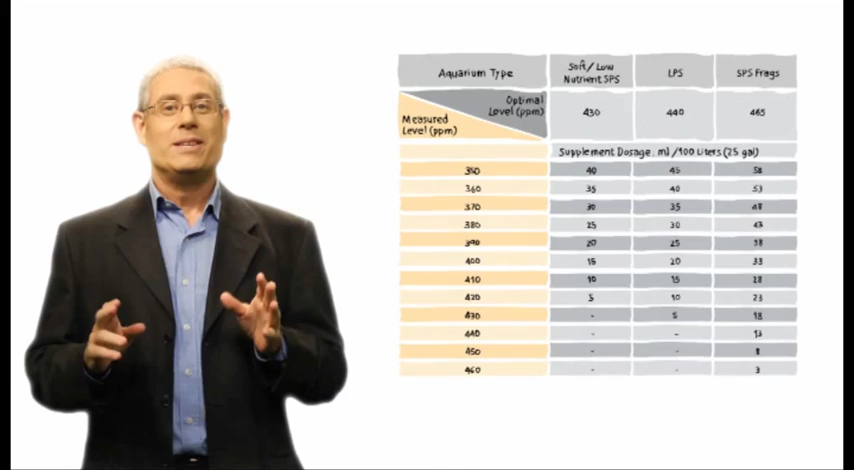 Aquarium Type Soft/Low Nutrient SPS LPS SPS Frags
Optimal Level (ppm) 430 440 465
Measured Level (ppm)
Supplement Dosage, ml/100 Liters (25 gal)
350 40 45 58
360 35 40 53
370 30 35 48
380 25 30 43
390 20 25 38
400 15 20 33
410 10 15 28
420 5 10 23
430 - 5 18
440 - - 13
450 - - 8
460 - - 3